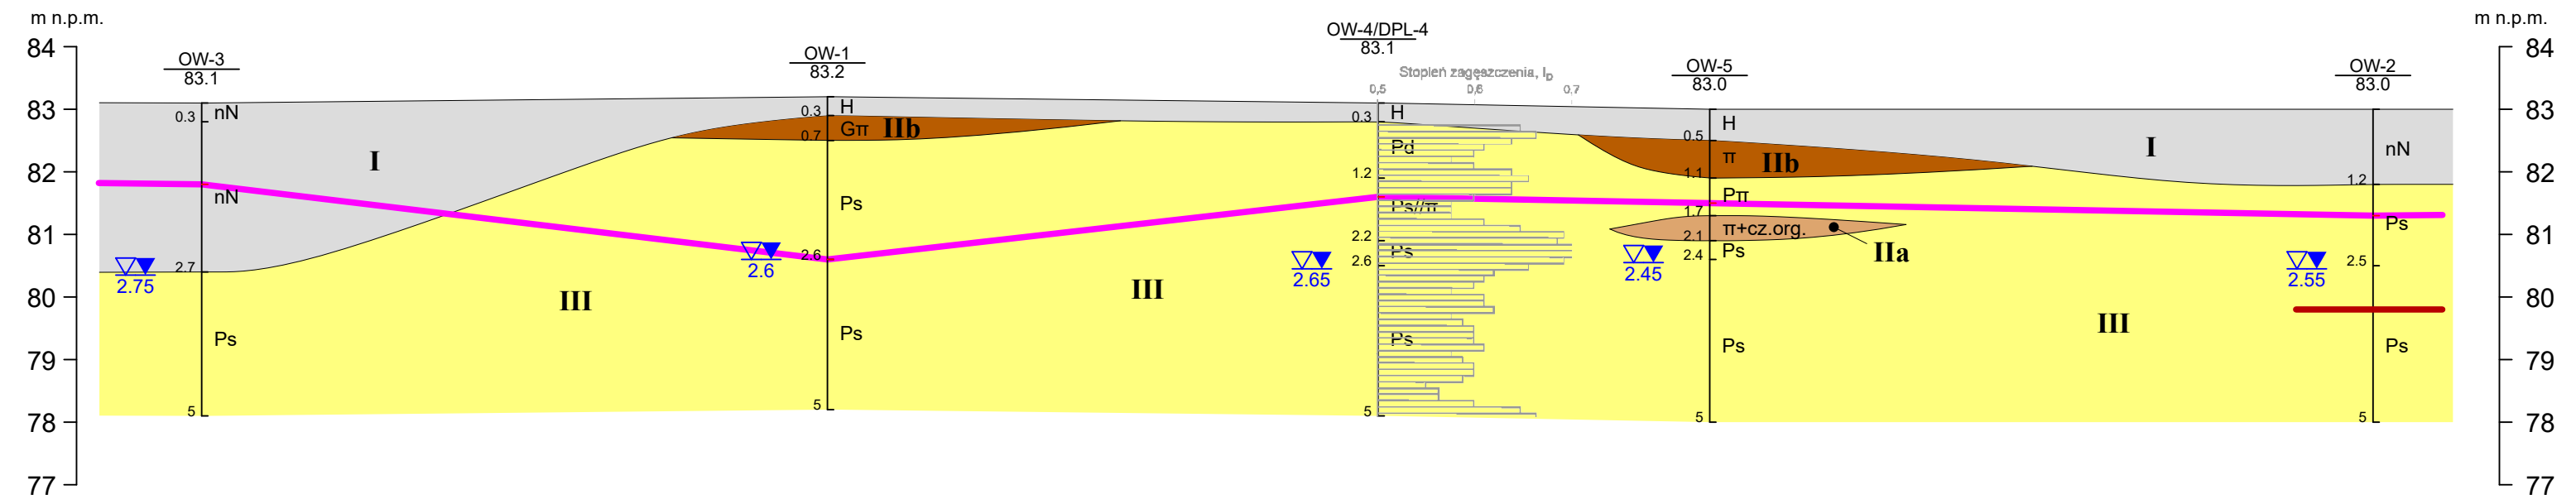 m n.p.m.
m n.p.m.
84
83
82
81
80
79
78
77
OW-3
83.1
0.3
nN
nN
2.7
Ps
5
2.75
I
III
OW-1
83.2
H
0.3
Gπ
IIb
0.7
Ps
2.6
2.6
Ps
5
III
OW-4/DPL-4
83.1
Stopień zagęszczenia, ID
0,5 0,6 0.7
H
0.3
Pd
1.2
Ps//π
2.2
Ps
2.6
2.65
Ps
5
OW-5
83.0
H
0.5
π
IIb
1.1
Pπ
1.7
π+cz.org.
2.1
Ps
IIa
2.4
2.45
Ps
5
I
III
OW-2
83.0
nN
1.2
Ps
2.5
2.55
Ps
5
84
83
82
81
80
79
78
77